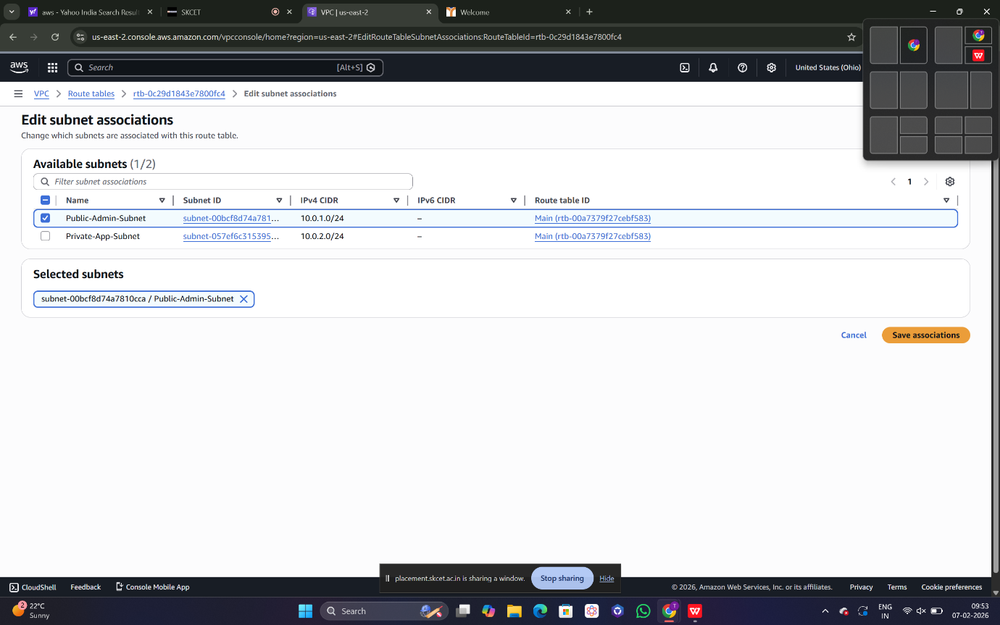 aws - Yahoo India Search Resul
SKCET
VPC | us-east-2
Welcome
us-east-2.console.aws.amazon.com/vpcconsole/home?region=us-east-2#EditRouteTableSubnetAssociations:RouteTableId=rtb-0c29d1843e7800fc4
aws
Search
[Alt+S]
United States (Ohio)
VPC
Route tables
rtb-0c29d1843e7800fc4
Edit subnet associations
Edit subnet associations
Change which subnets are associated with this route table.
Available subnets (1/2)
Filter subnet associations
1
Name
Subnet ID
IPv4 CIDR
IPv6 CIDR
Route table ID
Public-Admin-Subnet
subnet-00bcf8d74a781...
10.0.1.0/24
–
Main (rtb-00a7379f27cebf583)
Private-App-Subnet
subnet-057ef6c315395...
10.0.2.0/24
–
Main (rtb-00a7379f27cebf583)
Selected subnets
subnet-00bcf8d74a7810cca / Public-Admin-Subnet
Cancel
Save associations
placement.skcet.ac.in is sharing a window.
Stop sharing
Hide
CloudShell
Feedback
Console Mobile App
© 2026, Amazon Web Services, Inc. or its affiliates.
Privacy
Terms
Cookie preferences
2
22°C
Sunny
Search
ENG
IN
09:53
07-02-2026